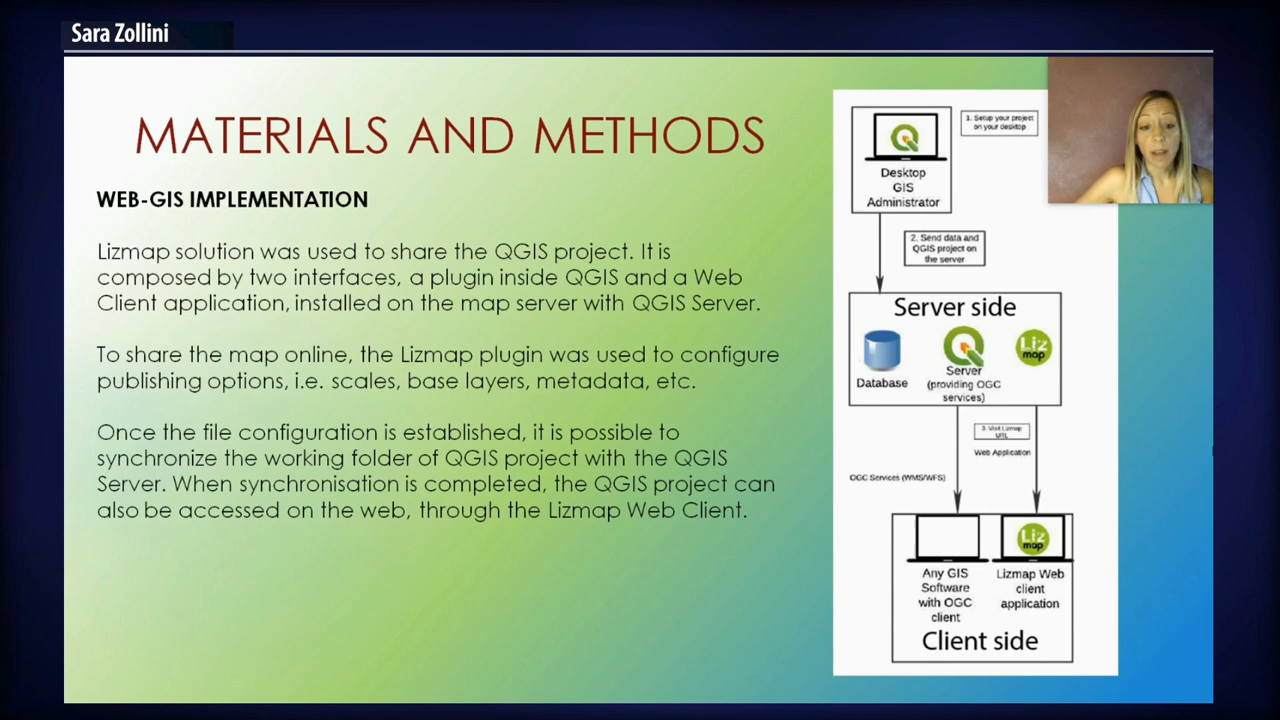 Sara Zollini
MATERIALS AND METHODS
WEB-GIS IMPLEMENTATION
Lizmap solution was used to share the QGIS project. It is
composed by two interfaces, a plugin inside QGIS and a Web
Client application, installed on the map server with QGIS Server.
To share the map online, the Lizmap plugin was used to configure
publishing options, i.e. scales, base layers, metadata, etc.
Once the file configuration is established, it is possible to
synchronize the working folder of QGIS project with the QGIS
Server. When synchronisation is completed, the QGIS project can
also be accessed on the web, through the Lizmap Web Client.
1. Setup your project
on your desktop
Desktop
GIS
Administrator
2. Send data and
QGIS project on
the server
Server side
Liz
map
Database
Server
(providing OGC
services)
3. Visit Lizmap
URL
Web Application
OGC Services (WMS/WFS)
Liz
map
Any GIS
Software
with OGC
client
Lizmap Web
client
application
Client side